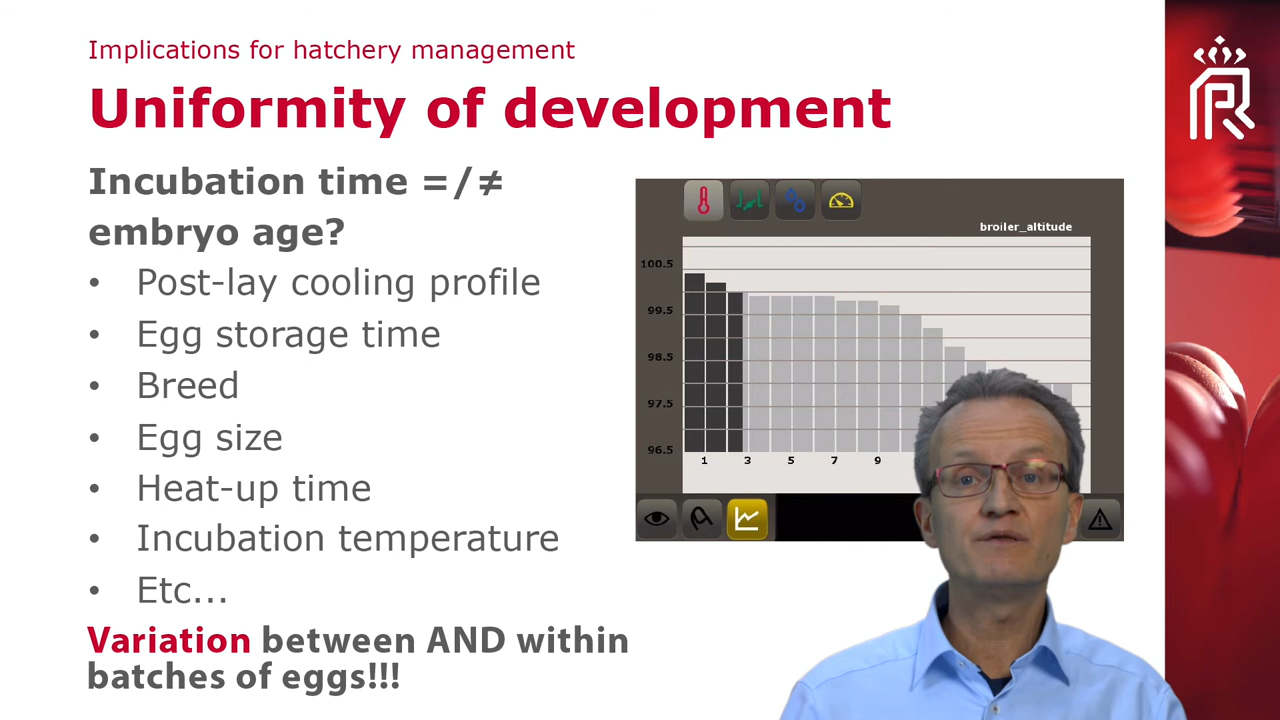 Implications for hatchery management
Uniformity of development
Incubation time =/≠
embryo age?
• Post-lay cooling profile
• Egg storage time
• Breed
• Egg size
• Heat-up time
• Incubation temperature
• Etc...
Variation between AND within
batches of eggs!!!
broiler_altitude
100.5
99.5
98.5
97.5
96.5
1 3 5 7 9